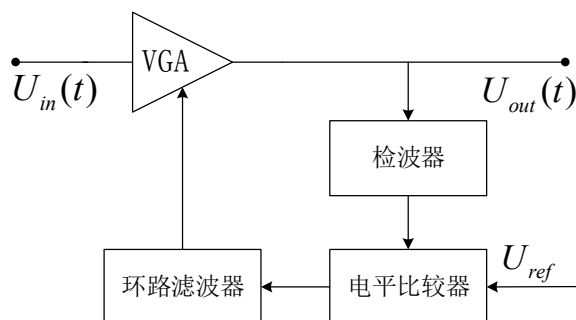 VGA
U_in(t)
U_out(t)
检波器
U_ref
环路滤波器
电平比较器